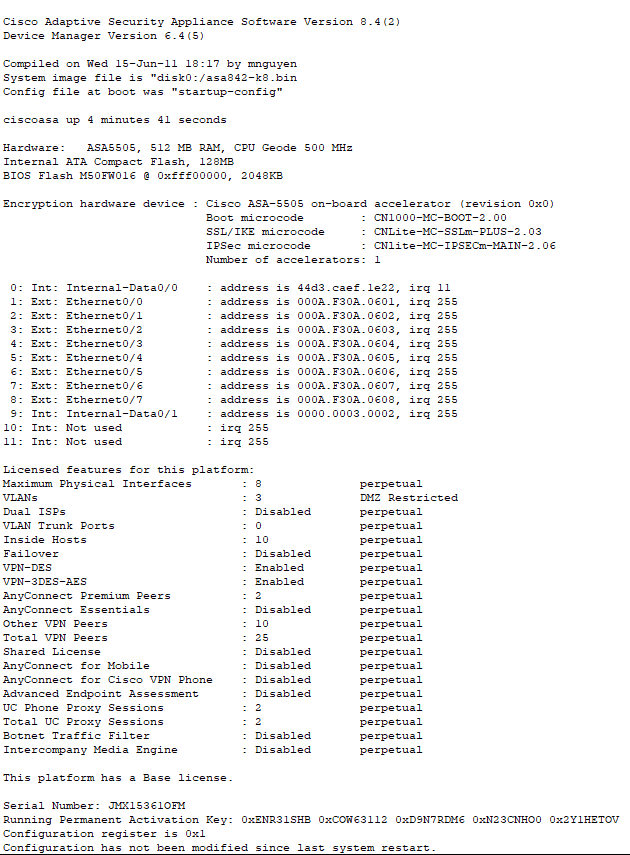 Cisco Adaptive Security Appliance Software Version 8.4(2)
Device Manager Version 6.4(5)
Compiled on Wed 15-Jun-11 18:17 by mnguyen
System image file is "disk0:/asa842-k8.bin
Config file at boot was "startup-config"
ciscoasa up 4 minutes 41 seconds
Hardware:   ASA5505, 512 MB RAM, CPU Geode 500 MHz
Internal ATA Compact Flash, 128MB
BIOS Flash M50FW016 @ 0xfff00000, 2048KB
Encryption hardware device : Cisco ASA-5505 on-board accelerator (revision 0x0)
Boot microcode        : CN1000-MC-BOOT-2.00
SSL/IKE microcode     : CNLite-MC-SSLm-PLUS-2.03
IPSec microcode       : CNlite-MC-IPSECm-MAIN-2.06
Number of accelerators: 1
0: Int: Internal-Data0/0    : address is 44d3.caef.1e22, irq 11
1: Ext: Ethernet0/0         : address is 000A.F30A.0601, irq 255
2: Ext: Ethernet0/1         : address is 000A.F30A.0602, irq 255
3: Ext: Ethernet0/2         : address is 000A.F30A.0603, irq 255
4: Ext: Ethernet0/3         : address is 000A.F30A.0604, irq 255
5: Ext: Ethernet0/4         : address is 000A.F30A.0605, irq 255
6: Ext: Ethernet0/5         : address is 000A.F30A.0606, irq 255
7: Ext: Ethernet0/6         : address is 000A.F30A.0607, irq 255
8: Ext: Ethernet0/7         : address is 000A.F30A.0608, irq 255
9: Int: Internal-Data0/1    : address is 0000.0003.0002, irq 255
10: Int: Not used            : irq 255
11: Int: Not used            : irq 255
Licensed features for this platform:
Maximum Physical Interfaces       : 8              perpetual
VLANs                             : 3              DMZ Restricted
Dual ISPs                         : Disabled       perpetual
VLAN Trunk Ports                  : 0              perpetual
Inside Hosts                      : 10             perpetual
Failover                          : Disabled       perpetual
VPN-DES                           : Enabled        perpetual
VPN-3DES-AES                      : Enabled        perpetual
AnyConnect Premium Peers          : 2              perpetual
AnyConnect Essentials             : Disabled       perpetual
Other VPN Peers                   : 10             perpetual
Total VPN Peers                   : 25             perpetual
Shared License                    : Disabled       perpetual
AnyConnect for Mobile             : Disabled       perpetual
AnyConnect for Cisco VPN Phone    : Disabled       perpetual
Advanced Endpoint Assessment      : Disabled       perpetual
UC Phone Proxy Sessions           : 2              perpetual
Total UC Proxy Sessions           : 2              perpetual
Botnet Traffic Filter             : Disabled       perpetual
Intercompany Media Engine         : Disabled       perpetual
This platform has a Base license.
Serial Number: JMX15361OFM
Running Permanent Activation Key: 0xENR31SHB 0xCOW63112 0xD9N7RDM6 0xN23CNHO0 0x2Y1HETOV
Configuration register is 0x1
Configuration has not been modified since last system restart.